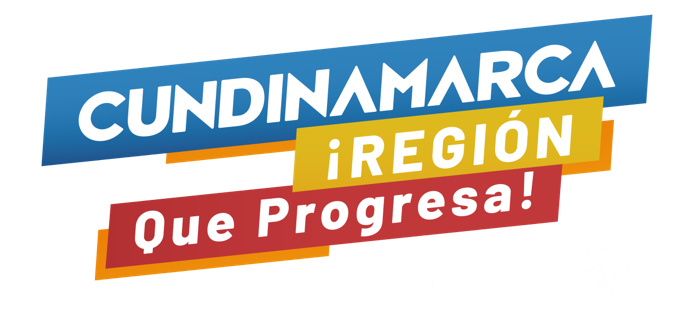 CUNDINAMARCA
¡REGIÓN
Que Progresa!